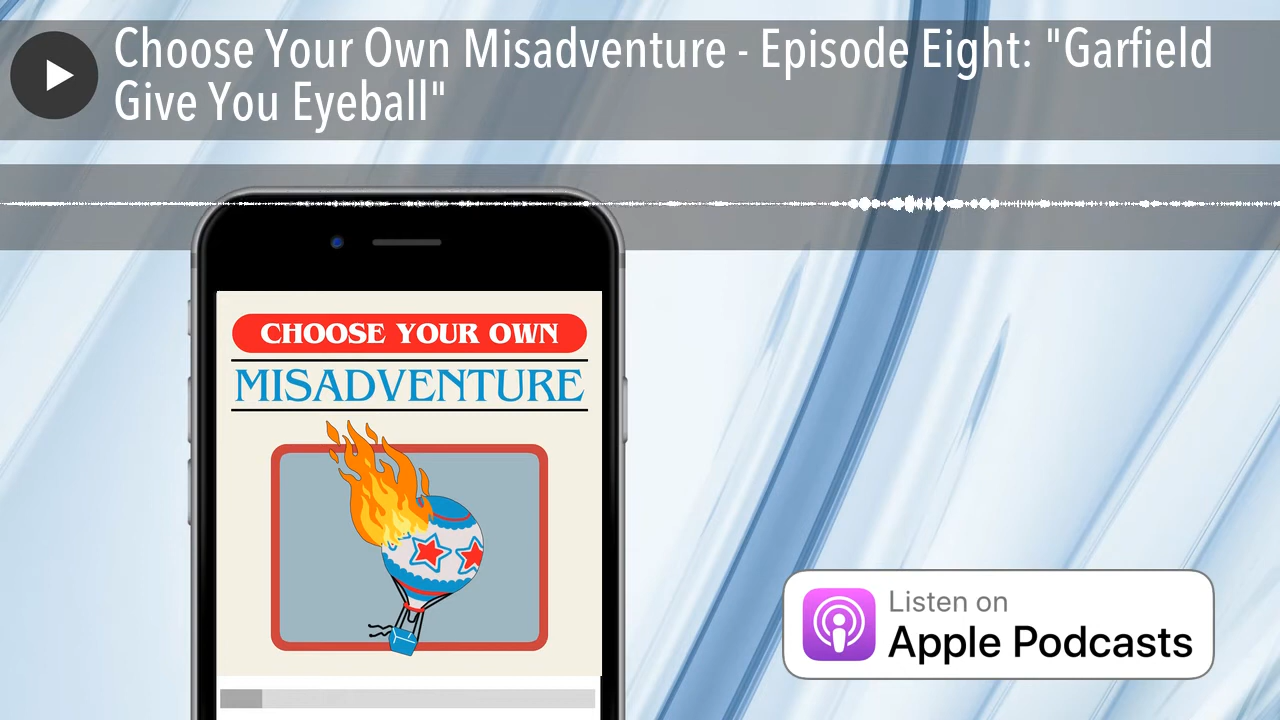 Choose Your Own Misadventure - Episode Eight: "Garfield
Give You Eyeball"
CHOOSE YOUR OWN
MISADVENTURE
Listen on
Apple Podcasts